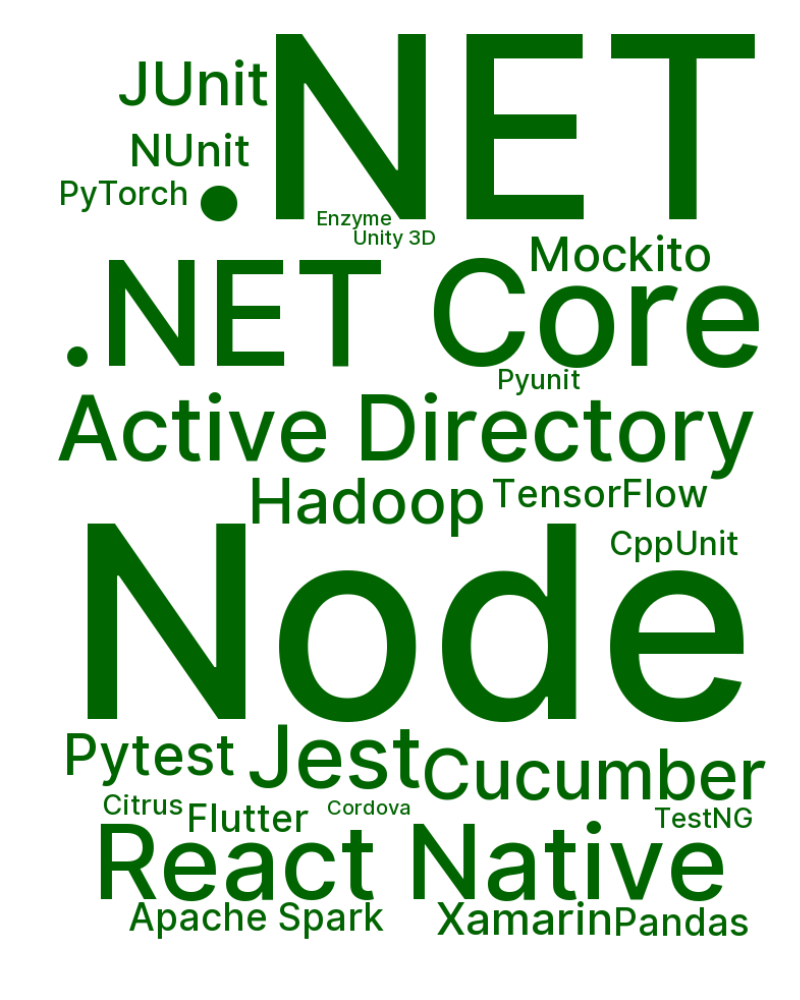 JUnit
.NET
NUnit
PyTorch
Enzyme
Unity 3D
Mockito
.NET Core
Pyunit
Active Directory
Hadoop
TensorFlow
CppUnit
Node
Pytest
Jest
Cucumber
Citrus
Flutter
Cordova
TestNG
React Native
Apache Spark
Xamarin
Pandas